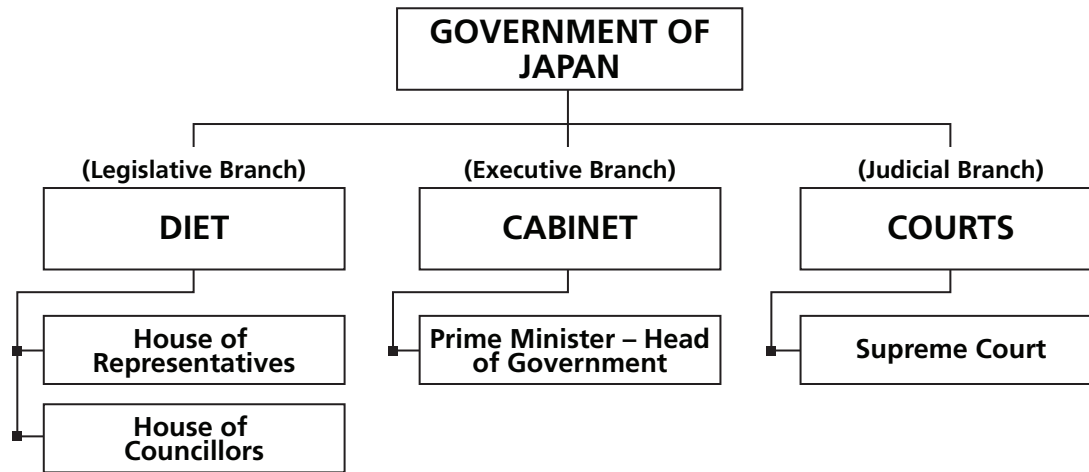 GOVERNMENT OF
JAPAN
(Legislative Branch)
(Executive Branch)
(Judicial Branch)
DIET
CABINET
COURTS
House of
Representatives
Prime Minister – Head
of Government
Supreme Court
House of
Councillors